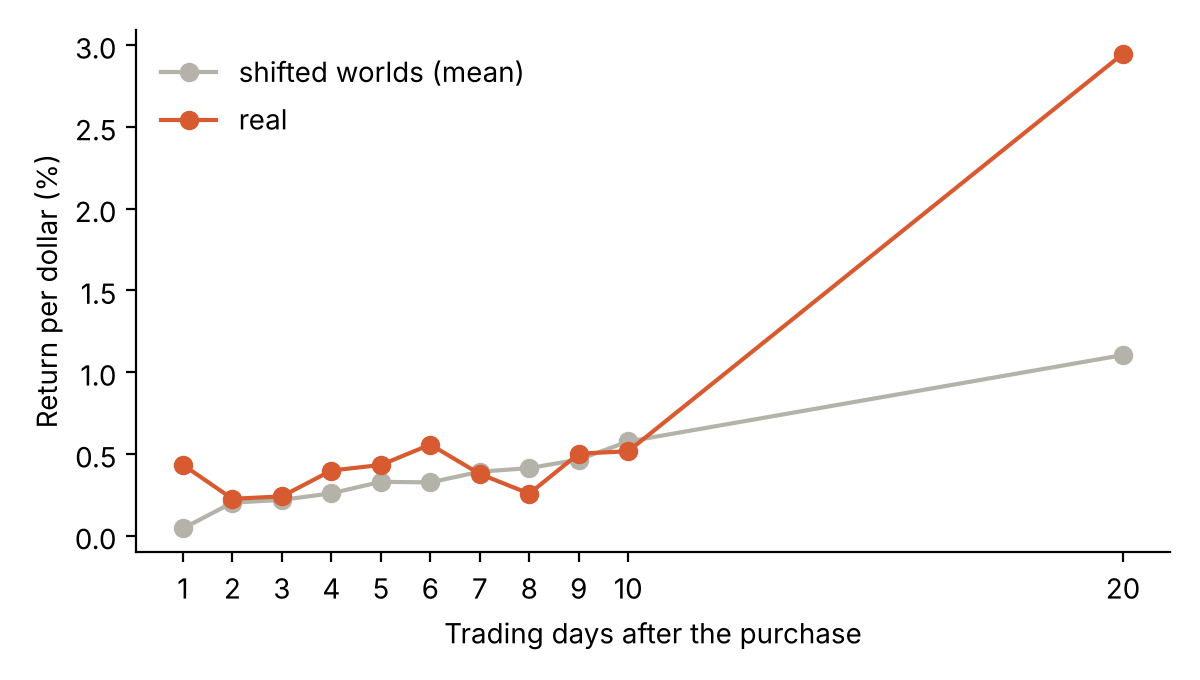 3.0
2.5
2.0
1.5
1.0
0.5
0.0
Return per dollar (%)
shifted worlds (mean)
real
1 2 3 4 5 6 7 8 9 10 20
Trading days after the purchase